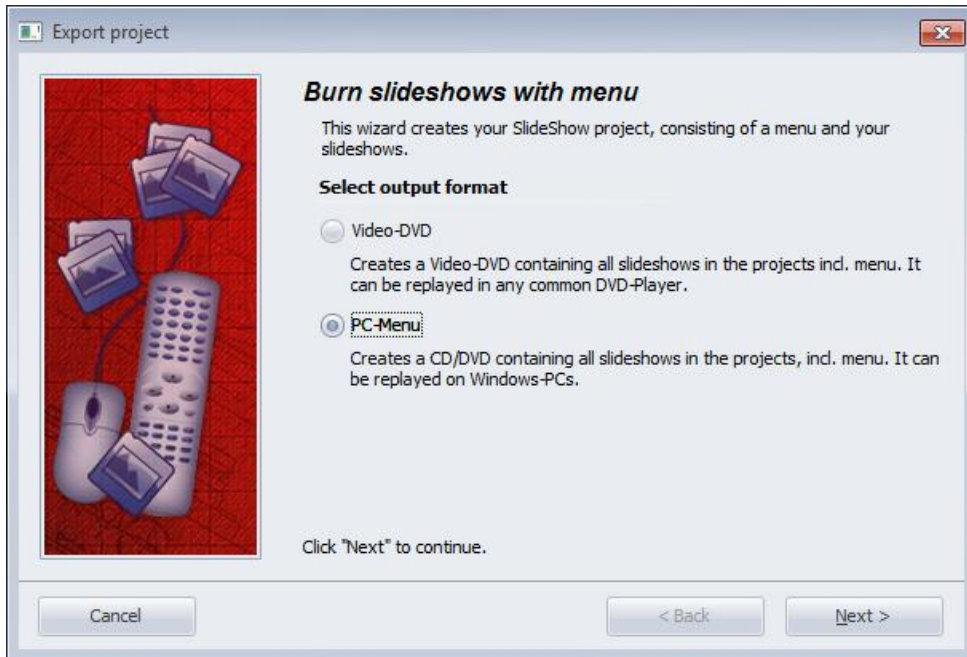 Export project
Burn slideshows with menu
This wizard creates your SlideShow project, consisting of a menu and your
slideshows.
Select output format
Video-DVD
Creates a Video-DVD containing all slideshows in the projects incl. menu. It
can be replayed in any common DVD-Player.
PC-Menu
Creates a CD/DVD containing all slideshows in the projects, incl. menu. It can
be replayed on Windows-PCs.
Click "Next" to continue.
Cancel
< Back
Next >